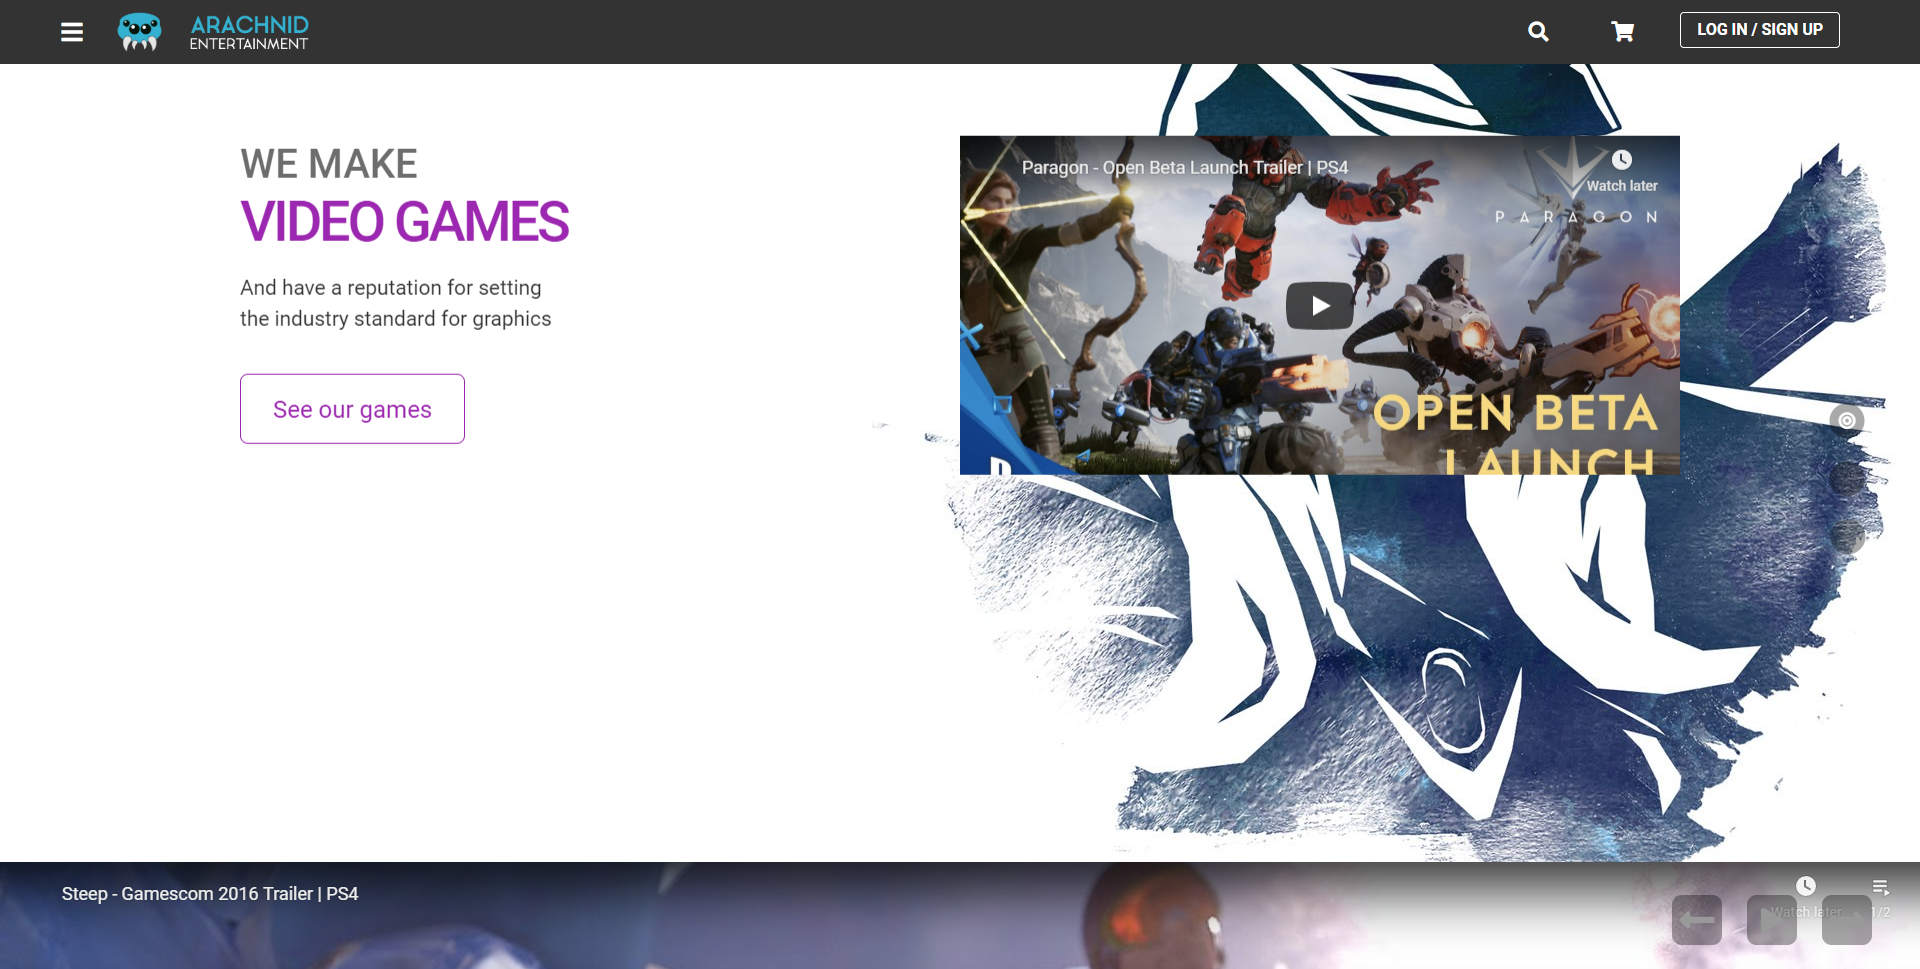 ARACHNID
ENTERTAINMENT
LOG IN / SIGN UP
WE MAKE
VIDEO GAMES
And have a reputation for setting
the industry standard for graphics
See our games
Paragon - Open Beta Launch Trailer | PS4
Watch later
PARAGON
OPEN BETA
LAUNCH
Steep - Gamescom 2016 Trailer | PS4
Watch later
1/2